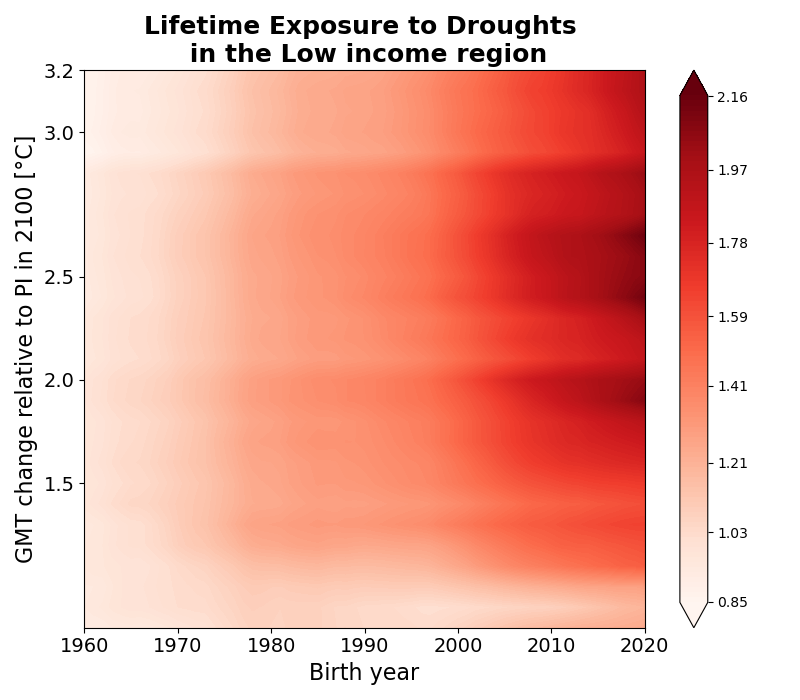 Lifetime Exposure to Droughts
in the Low income region
GMT change relative to PI in 2100 [°C]
3.2
3.0
2.5
2.0
1.5
1960 1970 1980 1990 2000 2010 2020
Birth year
2.16
1.97
1.78
1.59
1.41
1.21
1.03
0.85